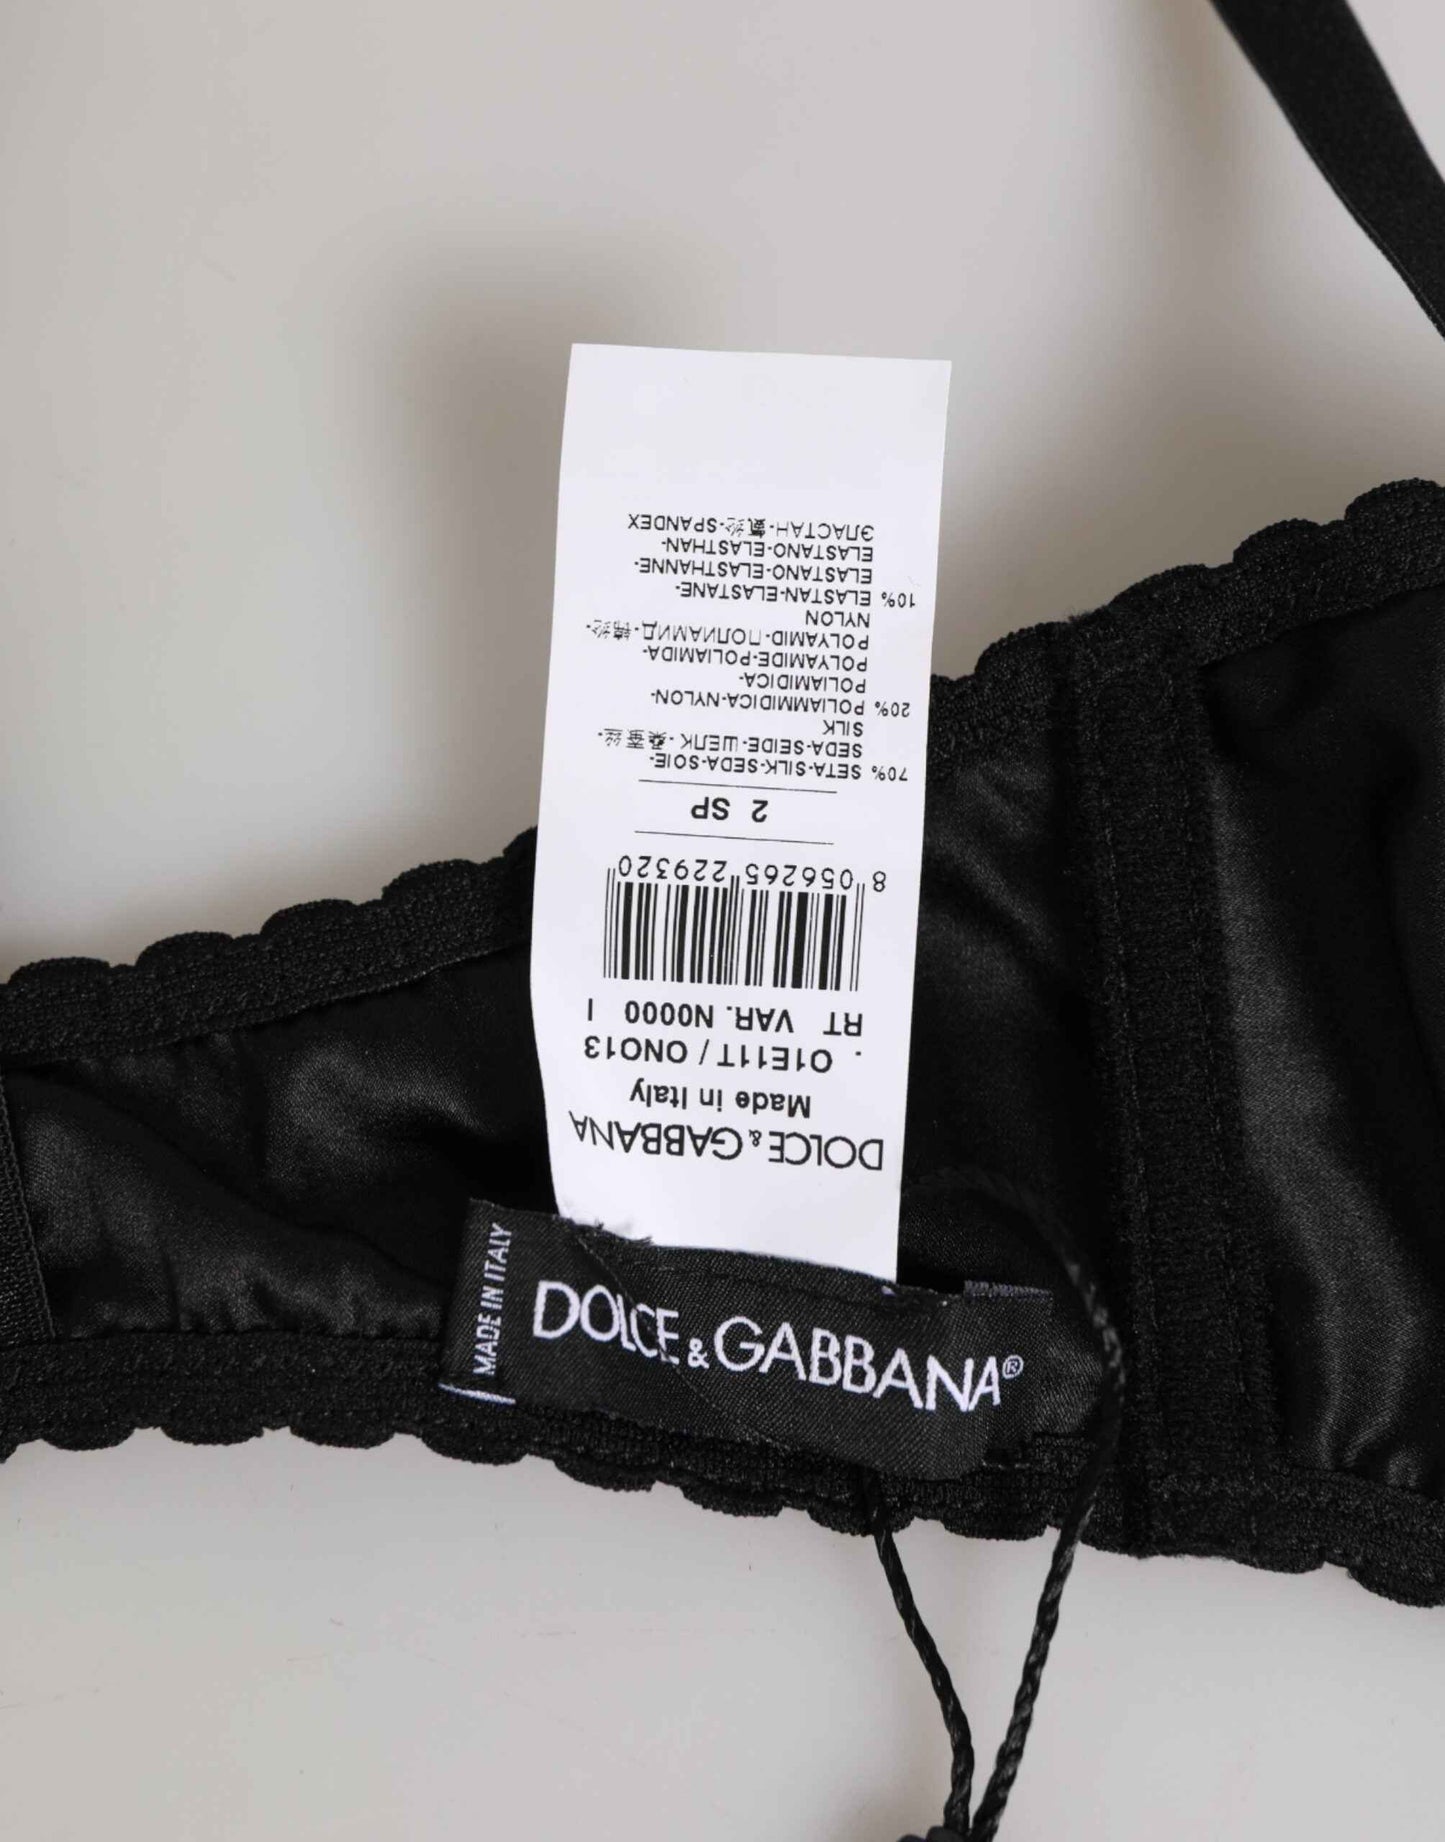 DOLCE & GABBANA
Made in Italy
. O1E11T / ONO13
RT VAR. N0000 I
8 056265 229320
2 SP
70% SETA-SILK-SEDA-SOIE-
SEDA-SEIDE-ШЕЛК-桑蚕丝-
SILK
20% POLIAMMIDICA-NYLON-
POLIAMIDICA-
POLYAMIDE-POLIAMIDA-
POLYAMID-ПОЛИАМИД-锦纶-
NYLON
10% ELASTAN-ELASTANE-
ELASTANO-ELASTHANNE-
ELASTANO-ELASTHAN-
ЭЛАСТАН-氨纶-SPANDEX
MADE IN ITALY
DOLCE & GABBANA®